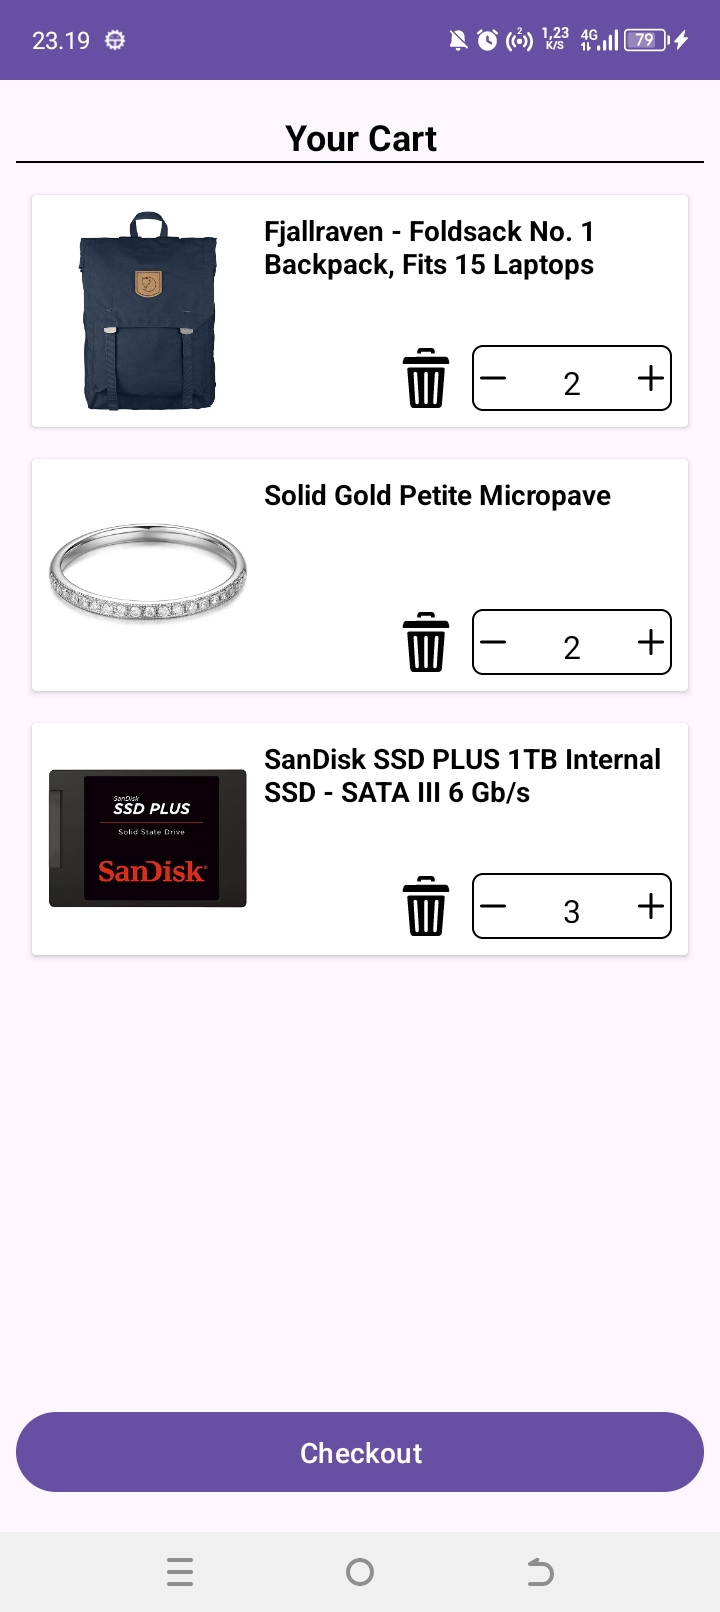 23.19
2
1,23
K/S
4G
79
Your Cart
Fjallraven - Foldsack No. 1
Backpack, Fits 15 Laptops
2
Solid Gold Petite Micropave
2
SanDisk
SSD PLUS
Solid State Drive
SanDisk
SanDisk SSD PLUS 1TB Internal
SSD - SATA III 6 Gb/s
3
Checkout